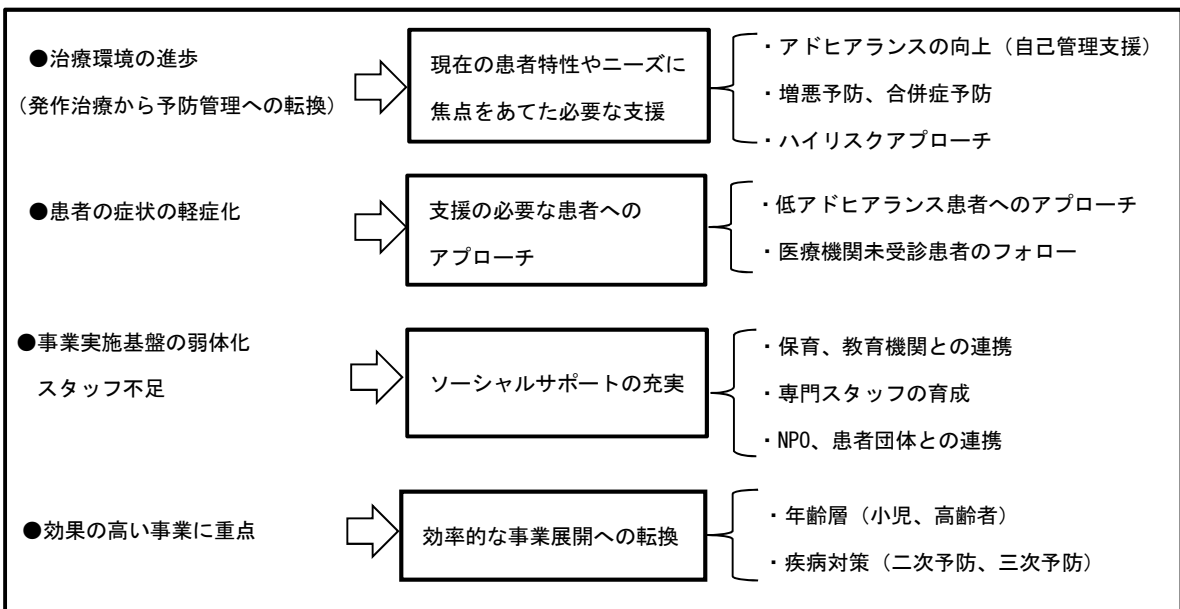 ●治療環境の進歩
（発作治療から予防管理への転換）
現在の患者特性やニーズに
焦点をあてた必要な支援
・アドヒアランスの向上（自己管理支援）
・増悪予防、合併症予防
・ハイリスクアプローチ
●患者の症状の軽症化
支援の必要な患者への
アプローチ
・低アドヒアランス患者へのアプローチ
・医療機関未受診患者のフォロー
●事業実施基盤の弱体化
スタッフ不足
ソーシャルサポートの充実
・保育、教育機関との連携
・専門スタッフの育成
・NPO、患者団体との連携
●効果の高い事業に重点
効率的な事業展開への転換
・年齢層（小児、高齢者）
・疾病対策（二次予防、三次予防）